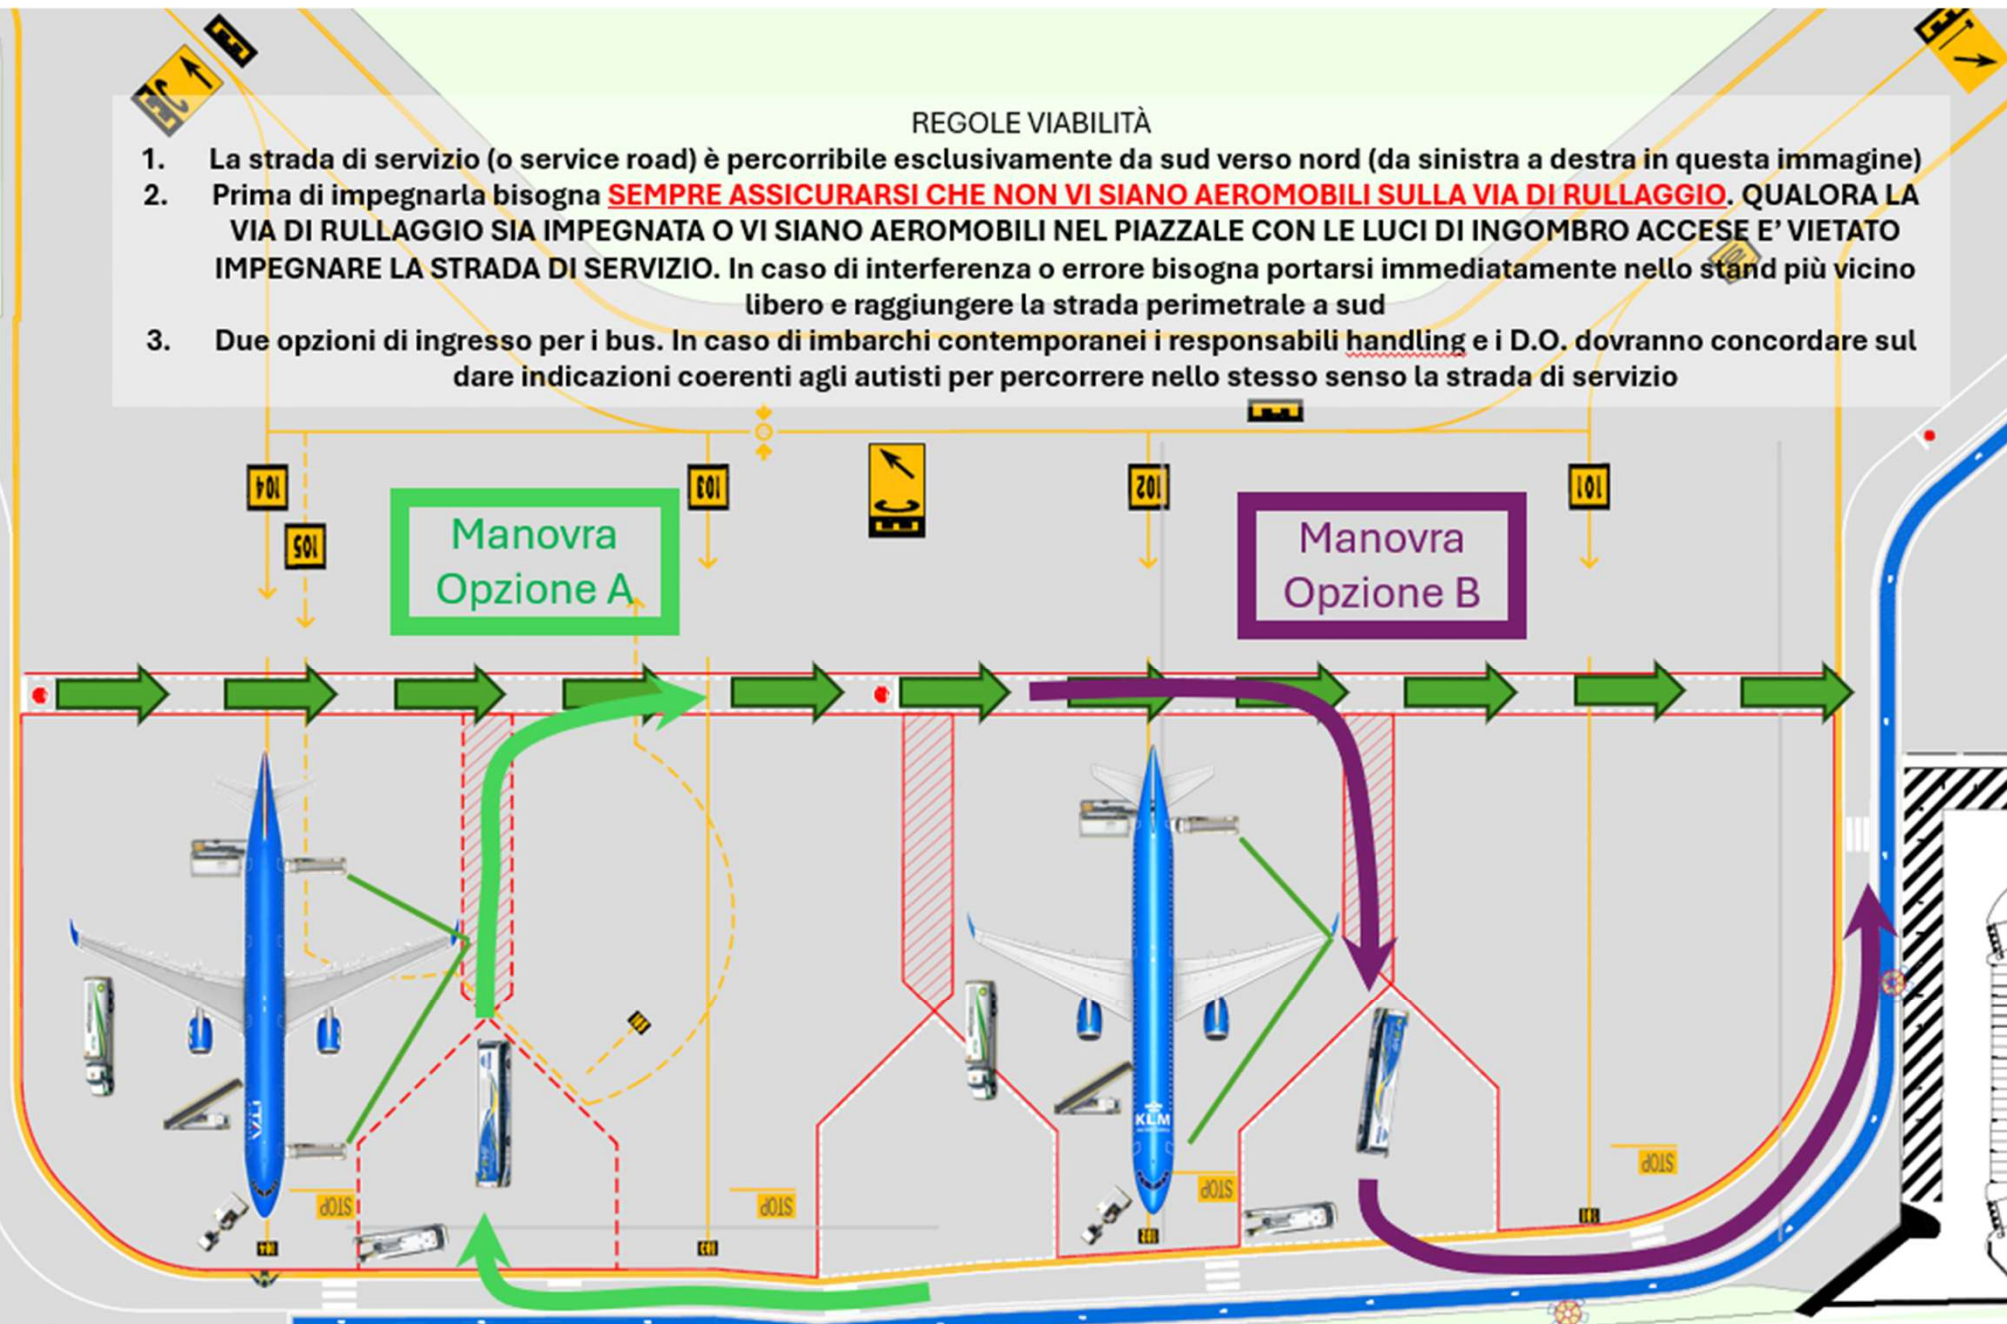 REGOLE VIABILITÀ
1. La strada di servizio (o service road) è percorribile esclusivamente da sud verso nord (da sinistra a destra in questa immagine)
2. Prima di impegnarla bisogna SEMPRE ASSICURARSI CHE NON VI SIANO AEROMOBILI SULLA VIA DI RULLAGGIO. QUALORA LA
VIA DI RULLAGGIO SIA IMPEGNATA O VI SIANO AEROMOBILI NEL PIAZZALE CON LE LUCI DI INGOMBRO ACCESE E' VIETATO
IMPEGNARE LA STRADA DI SERVIZIO. In caso di interferenza o errore bisogna portarsi immediatamente nello stand più vicino
libero e raggiungere la strada perimetrale a sud
3. Due opzioni di ingresso per i bus. In caso di imbarchi contemporanei i responsabili handling e i D.O. dovranno concordare sul
dare indicazioni coerenti agli autisti per percorrere nello stesso senso la strada di servizio
104
103
102
101
105
Manovra
Opzione A
Manovra
Opzione B
ITA
KLM
STOP
STOP
STOP
STOP
104
103
102
101